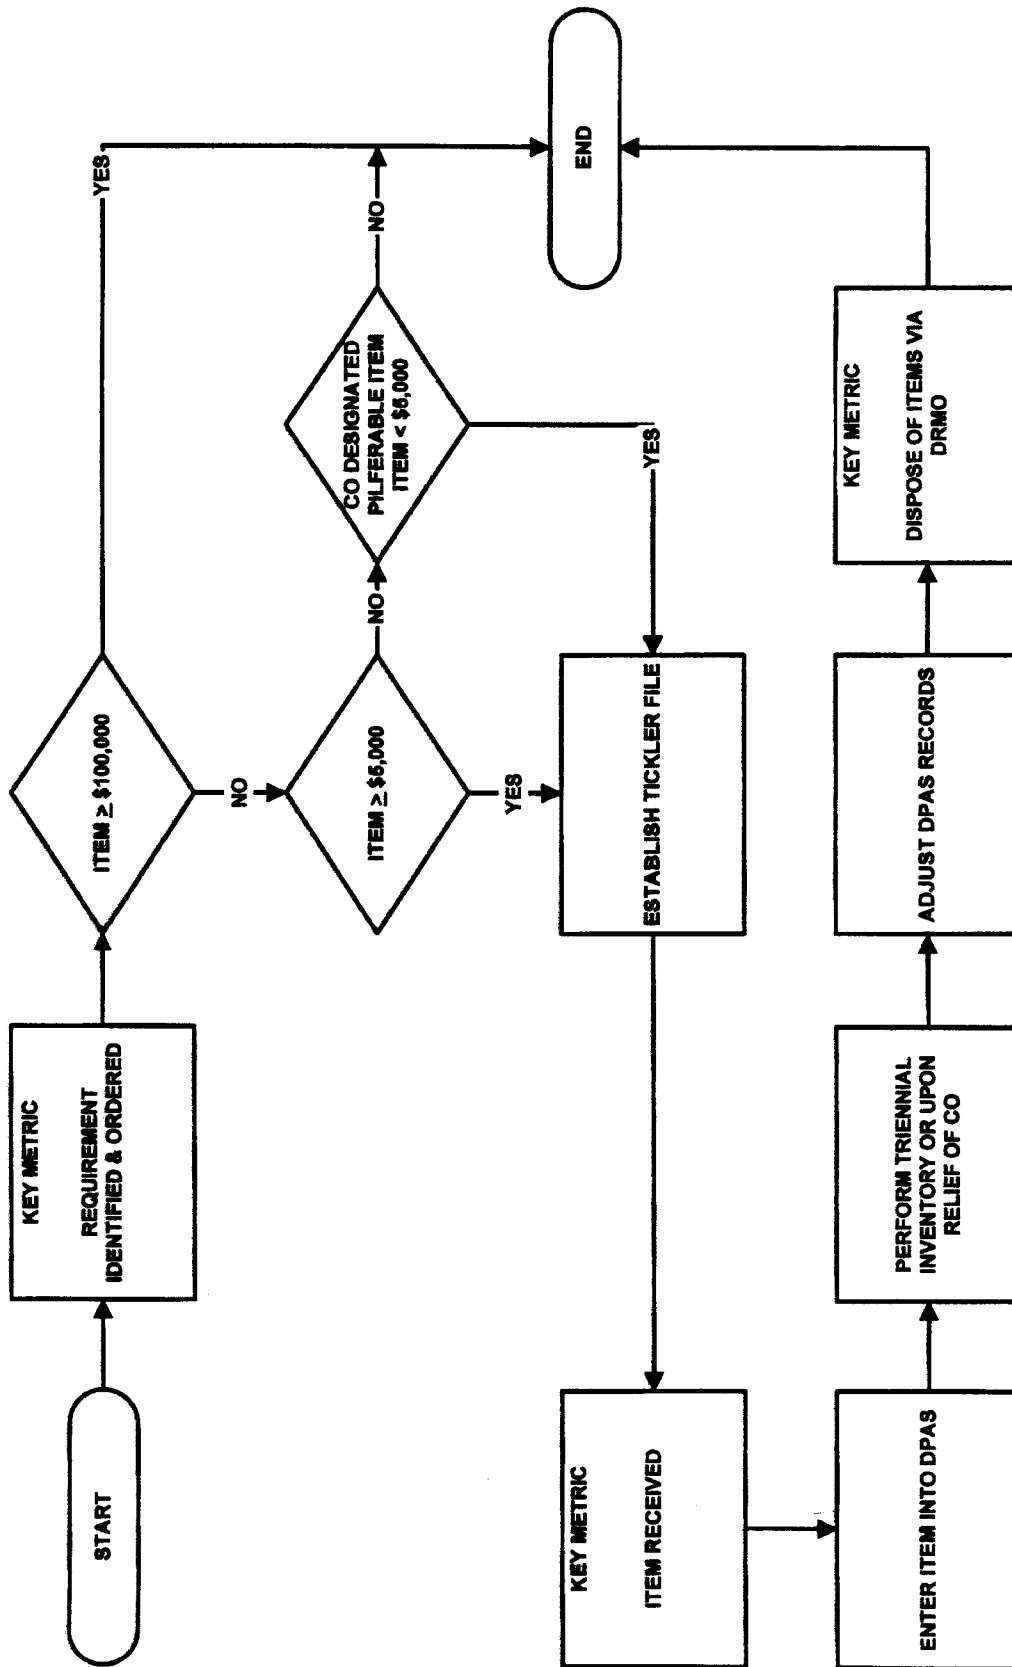 START
KEY METRIC
REQUIREMENT
IDENTIFIED & ORDERED
ITEM ≥ $100,000
YES
NO
ITEM ≥ $5,000
NO
CO DESIGNATED
PILFERABLE ITEM
ITEM < $5,000
NO
YES
YES
ESTABLISH TICKLER FILE
END
KEY METRIC
ITEM RECEIVED
ENTER ITEM INTO DPAS
PERFORM TRIENNIAL
INVENTORY OR UPON
RELIEF OF CO
ADJUST DPAS RECORDS
KEY METRIC
DISPOSE OF ITEMS VIA
DRMO